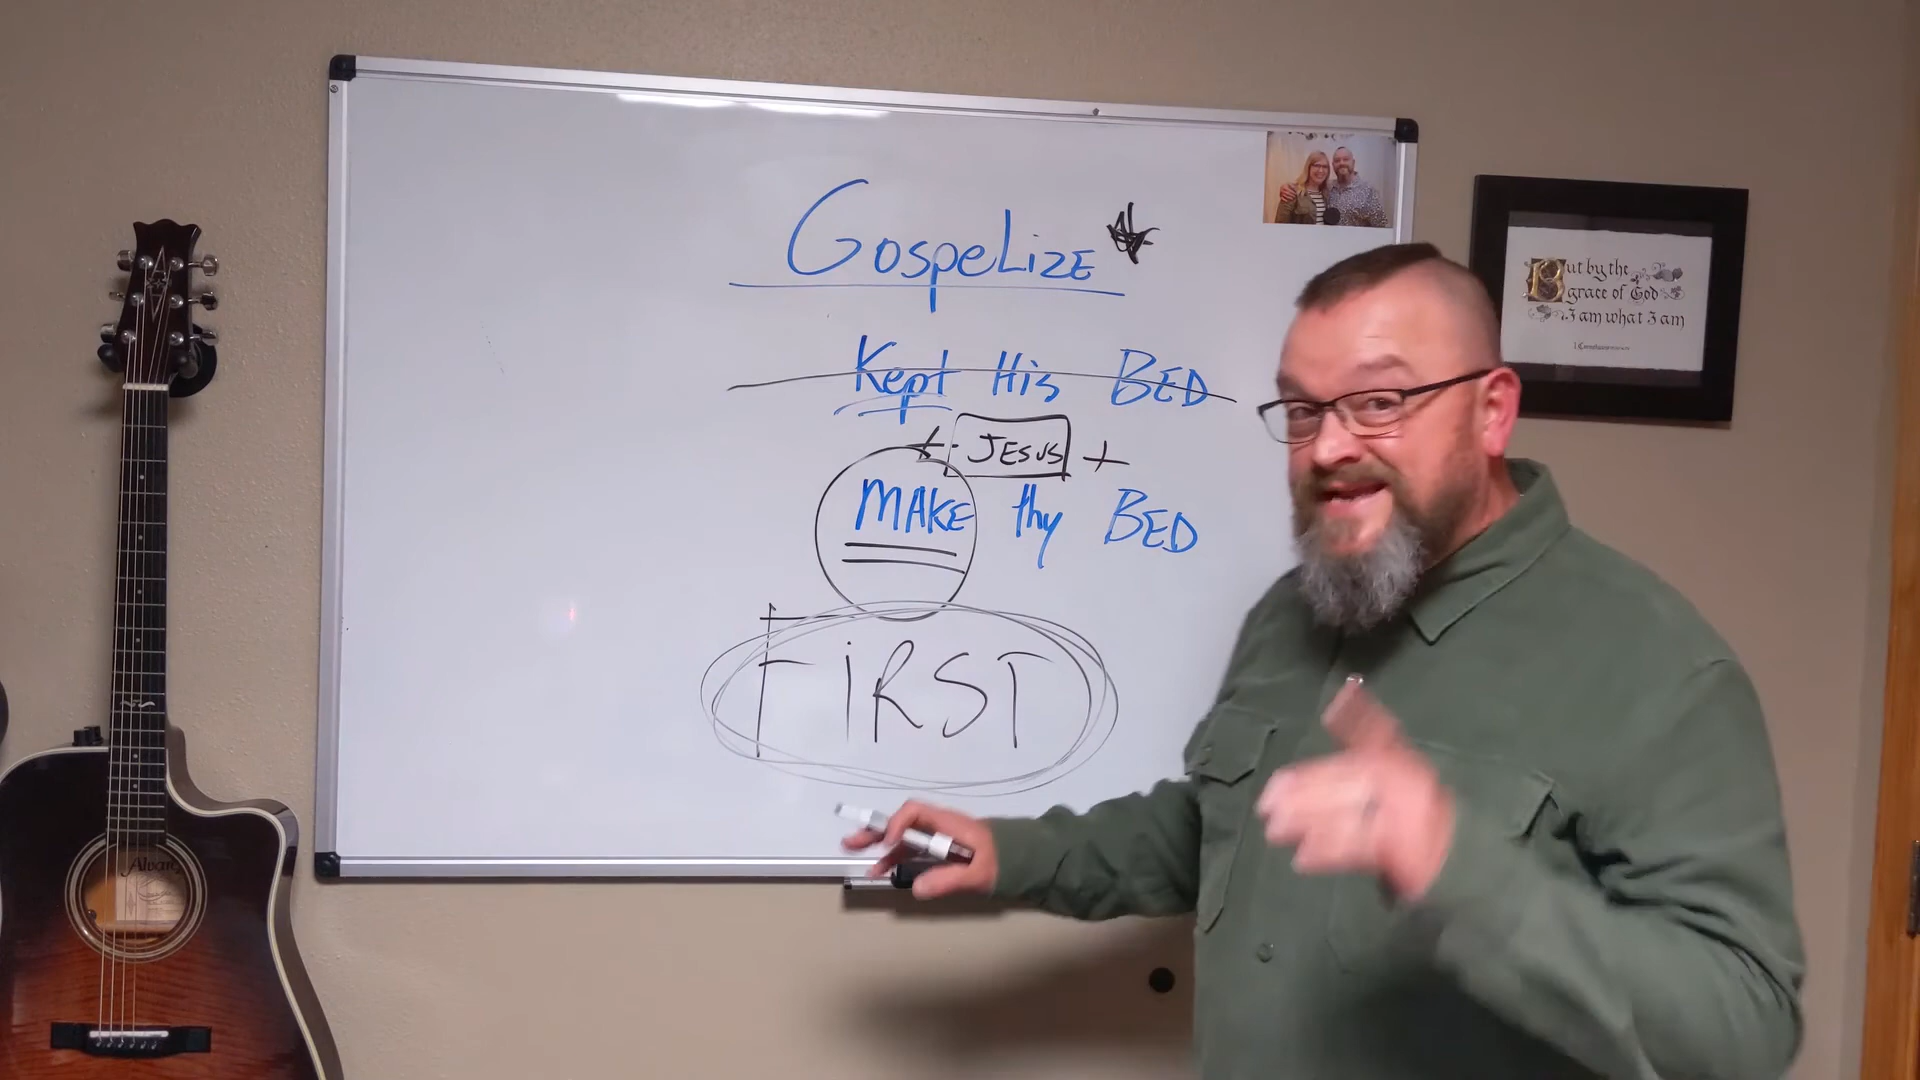 GospeLize
Kept His BED
+ JESUS +
MAKE thy BED
FiRST
But by the
grace of God
I am what I am